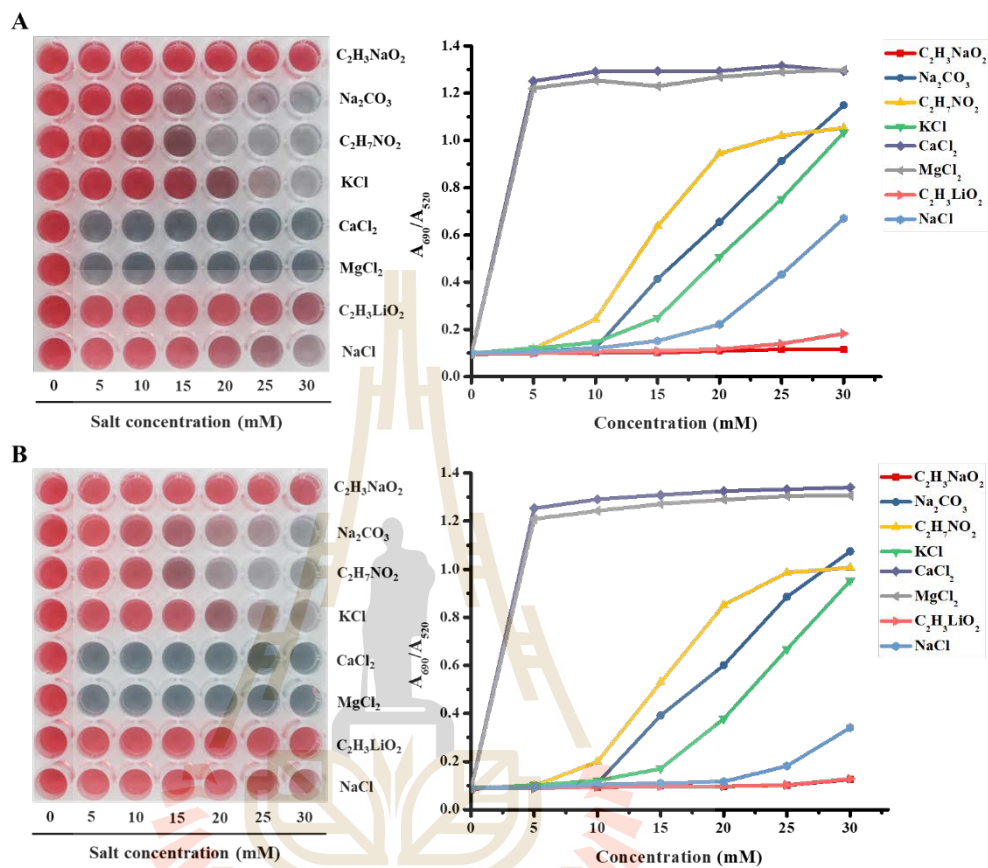 A
C₂H₃NaO₂
Na₂CO₃
C₂H₇NO₂
KCl
CaCl₂
MgCl₂
C₂H₃LiO₂
NaCl
0 5 10 15 20 25 30
Salt concentration (mM)
1.4
1.2
1.0
0.8
0.6
0.4
0.2
0.0
A₆₉₀/A₅₂₀
0 5 10 15 20 25 30
Concentration (mM)
C₂H₃NaO₂
Na₂CO₃
C₂H₇NO₂
KCl
CaCl₂
MgCl₂
C₂H₃LiO₂
NaCl
B
C₂H₃NaO₂
Na₂CO₃
C₂H₇NO₂
KCl
CaCl₂
MgCl₂
C₂H₃LiO₂
NaCl
0 5 10 15 20 25 30
Salt concentration (mM)
1.4
1.2
1.0
0.8
0.6
0.4
0.2
0.0
A₆₉₀/A₅₂₀
0 5 10 15 20 25 30
Concentration (mM)
C₂H₃NaO₂
Na₂CO₃
C₂H₇NO₂
KCl
CaCl₂
MgCl₂
C₂H₃LiO₂
NaCl